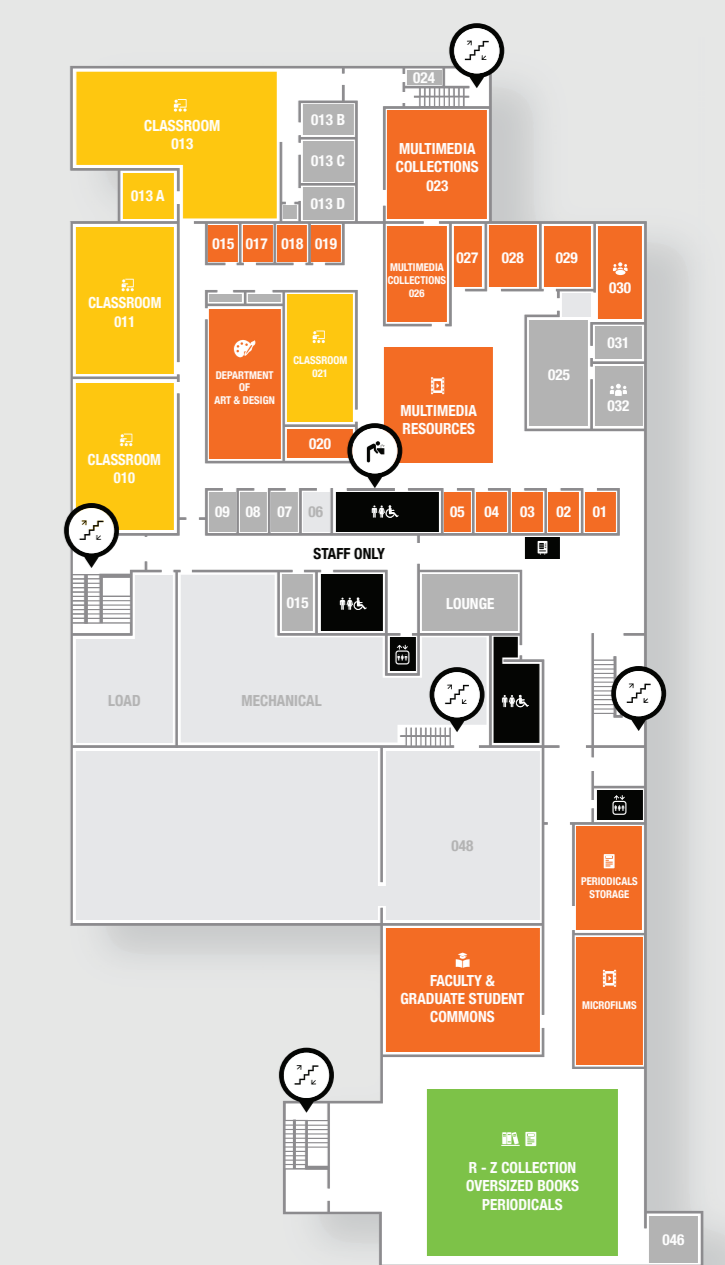 024
CLASSROOM
013
013 B
013 C
013 D
013 A
MULTIMEDIA
COLLECTIONS
023
015
017
018
019
027
028
029
030
MULTIMEDIA
COLLECTIONS
026
CLASSROOM
011
031
032
025
CLASSROOM
021
DEPARTMENT
OF
ART & DESIGN
MULTIMEDIA
RESOURCES
020
CLASSROOM
010
09
08
07
06
05
04
03
02
01
STAFF ONLY
015
LOUNGE
LOAD
MECHANICAL
048
PERIODICALS
STORAGE
FACULTY &
GRADUATE STUDENT
COMMONS
MICROFILMS
R - Z COLLECTION
OVERSIZED BOOKS
PERIODICALS
046